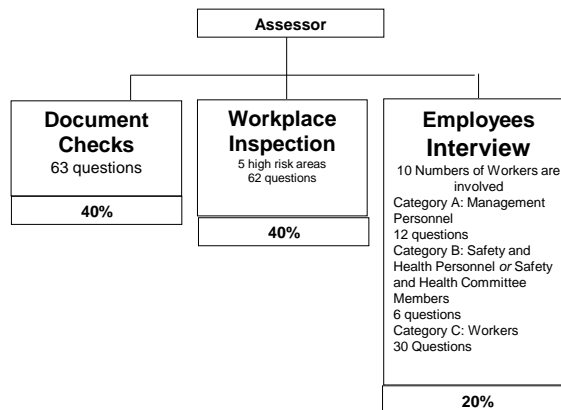 Assessor
Document
Checks
63 questions
40%
Workplace
Inspection
5 high risk areas
62 questions
40%
Employees
Interview
10 Numbers of Workers are
involved
Category A: Management
Personnel
12 questions
Category B: Safety and
Health Personnel or Safety
and Health Committee
Members
6 questions
Category C: Workers
30 Questions
20%